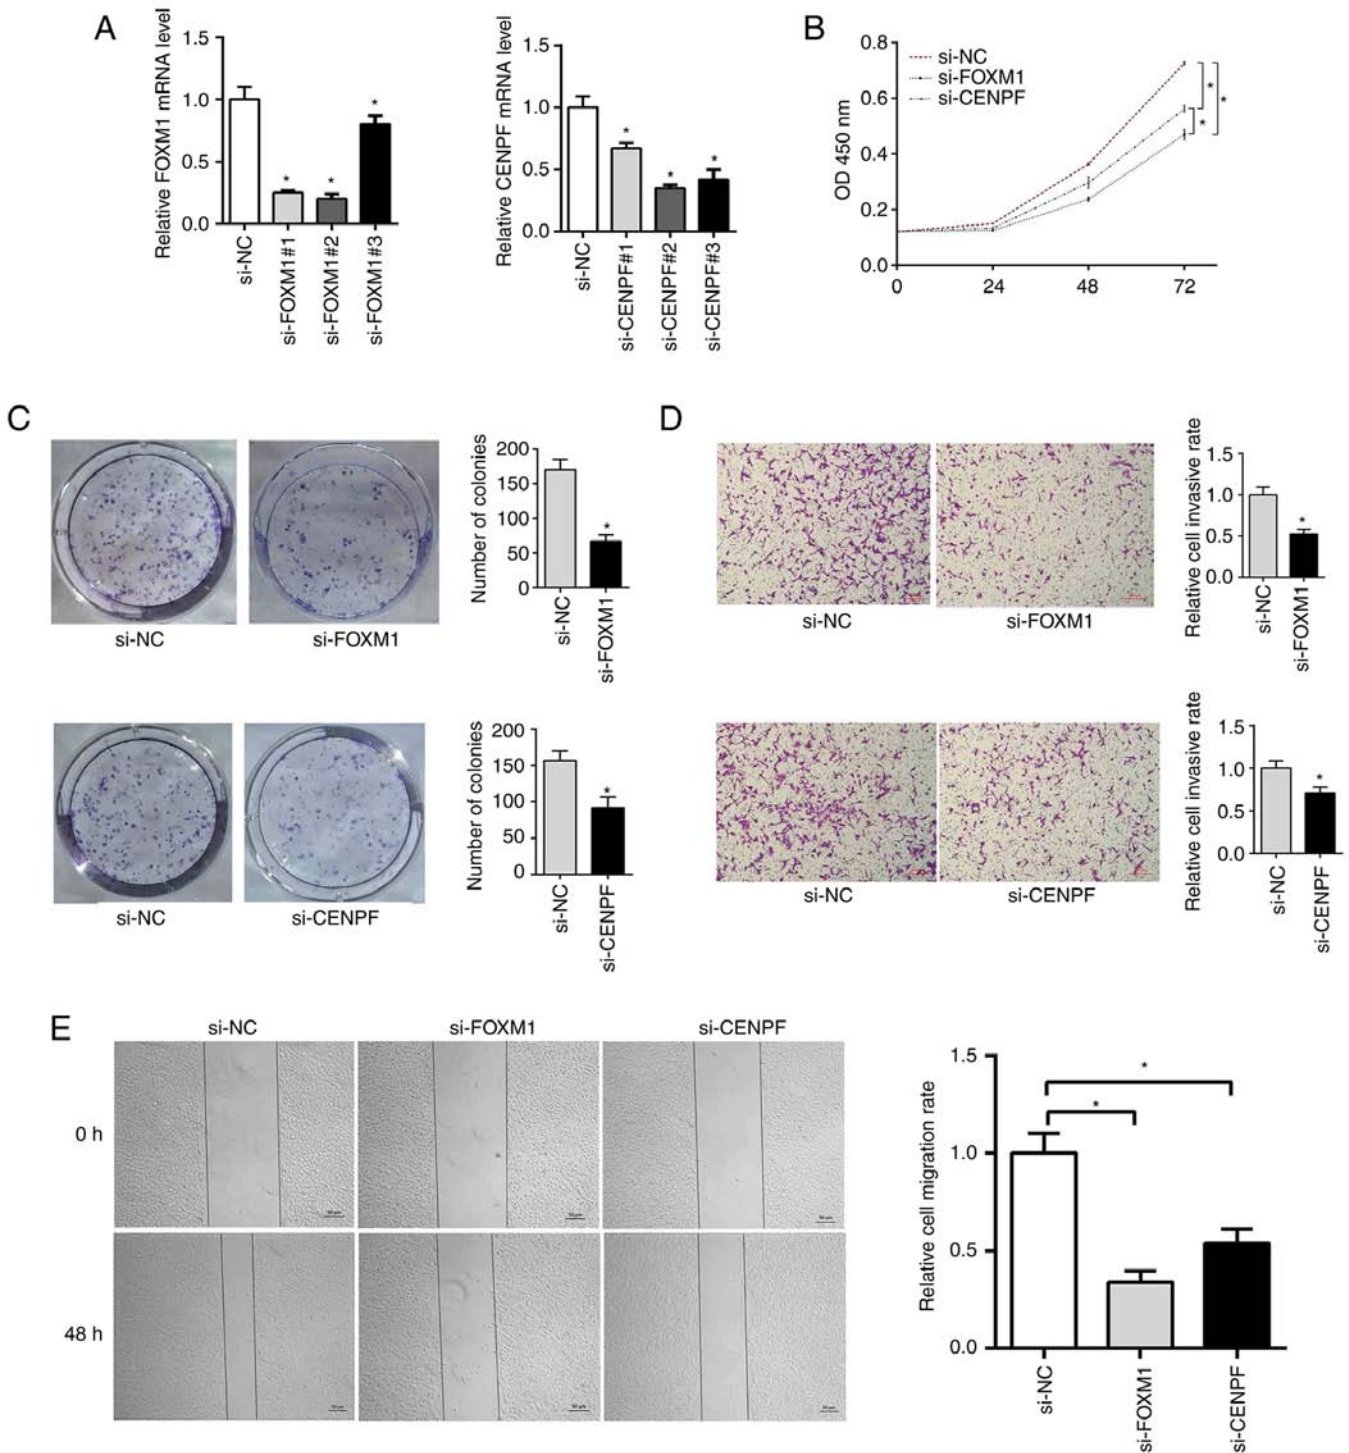 A
Relative FOXM1 mRNA level
1.5
1.0
0.5
0.0
*
*
*
si-NC
si-FOXM1#1
si-FOXM1#2
si-FOXM1#3
Relative CENPF mRNA level
1.5
1.0
0.5
0.0
*
*
*
si-NC
si-CENPF#1
si-CENPF#2
si-CENPF#3
B
OD 450 nm
0.8
0.6
0.4
0.2
0.0
si-NC
si-FOXM1
si-CENPF
*
*
*
0
24
48
72
C
si-NC
si-FOXM1
Number of colonies
200
150
100
50
0
*
si-NC
si-FOXM1
si-NC
si-CENPF
Number of colonies
200
150
100
50
0
*
si-NC
si-CENPF
D
si-NC
si-FOXM1
Relative cell invasive rate
1.5
1.0
0.5
0.0
*
si-NC
si-FOXM1
si-NC
si-CENPF
Relative cell invasive rate
1.5
1.0
0.5
0.0
*
si-NC
si-CENPF
E
si-NC
si-FOXM1
si-CENPF
0 h
48 h
Relative cell migration rate
1.5
1.0
0.5
0.0
*
*
si-NC
si-FOXM1
si-CENPF